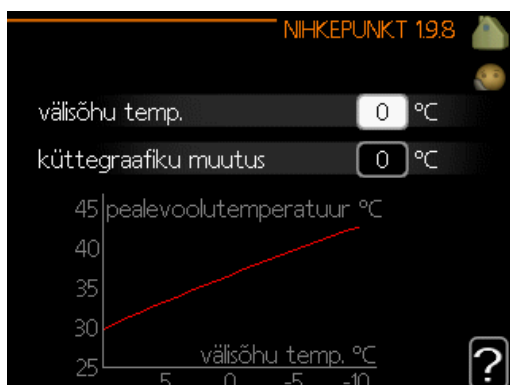 NIHKEPUNKT 1.9.8
välisõhu temp. 0 °C
küttegraafiku muutus 0 °C
45 pealevoolutemperatuur °C
40
35
30
välisõhu temp. °C
25
5 0 -5 -10
?